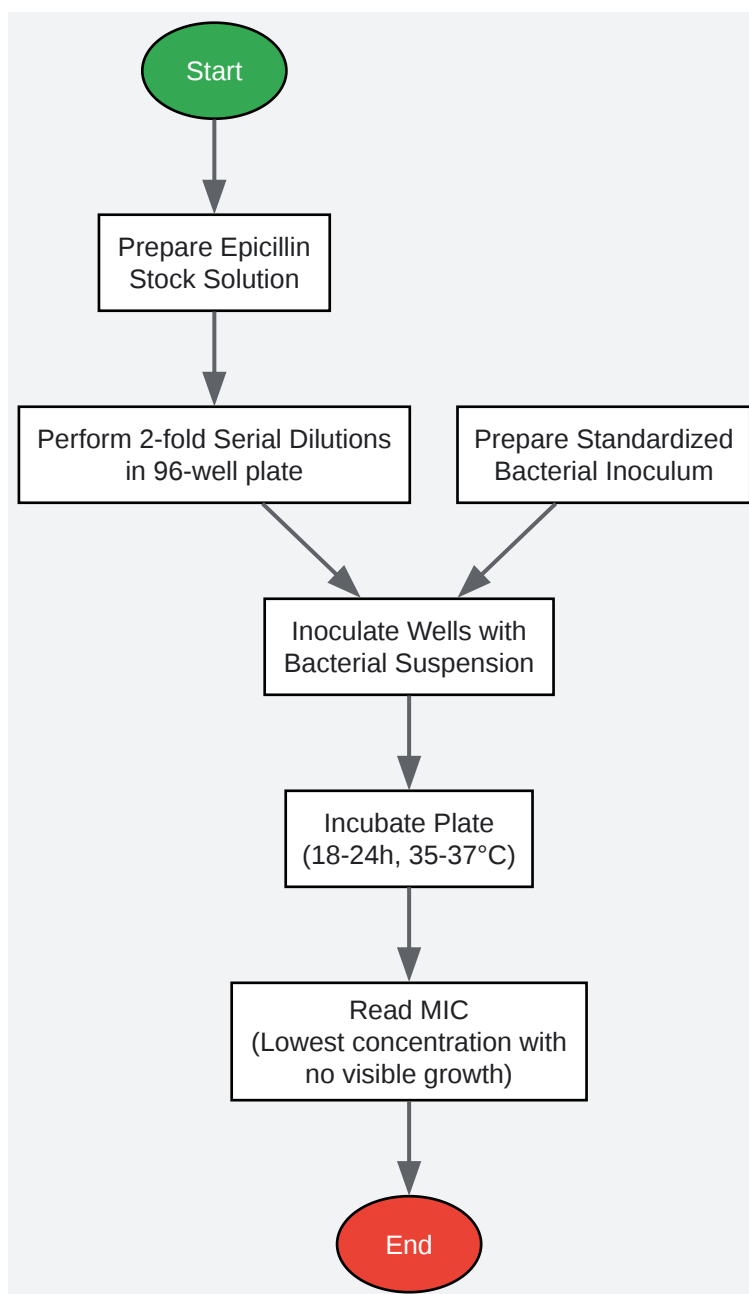 Start
Prepare Epicillin
Stock Solution
Perform 2-fold Serial Dilutions
in 96-well plate
Prepare Standardized
Bacterial Inoculum
Inoculate Wells with
Bacterial Suspension
Incubate Plate
(18-24h, 35-37°C)
Read MIC
(Lowest concentration with
no visible growth)
End